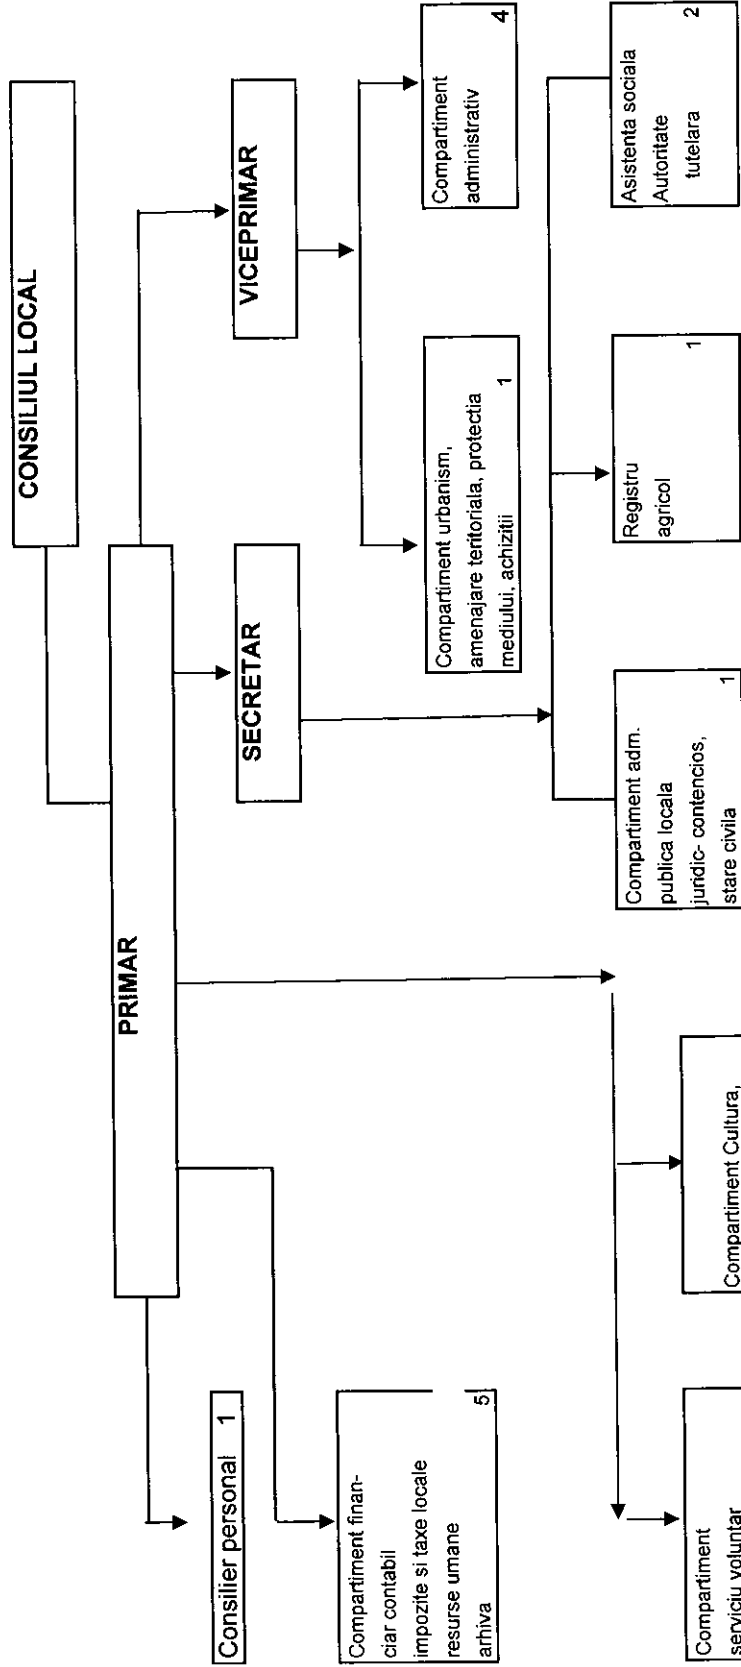 CONSILIUL LOCAL
PRIMAR
Consilier personal 1
SECRETAR
VICEPRIMAR
Compartiment finan-
ciar contabil
impozite si taxe locale
resurse umane
arhiva
5
Compartiment urbanism,
amenajare teritoriala, protectia
mediului, achizitii 1
Compartiment
administrativ
4
Compartiment adm.
publica locala
juridic- contencios,
stare civila
1
Registru
agricol
1
Asistenta sociala
Autoritate
tutelara
2
Compartiment
serviciu voluntar
Compartiment Cultura,